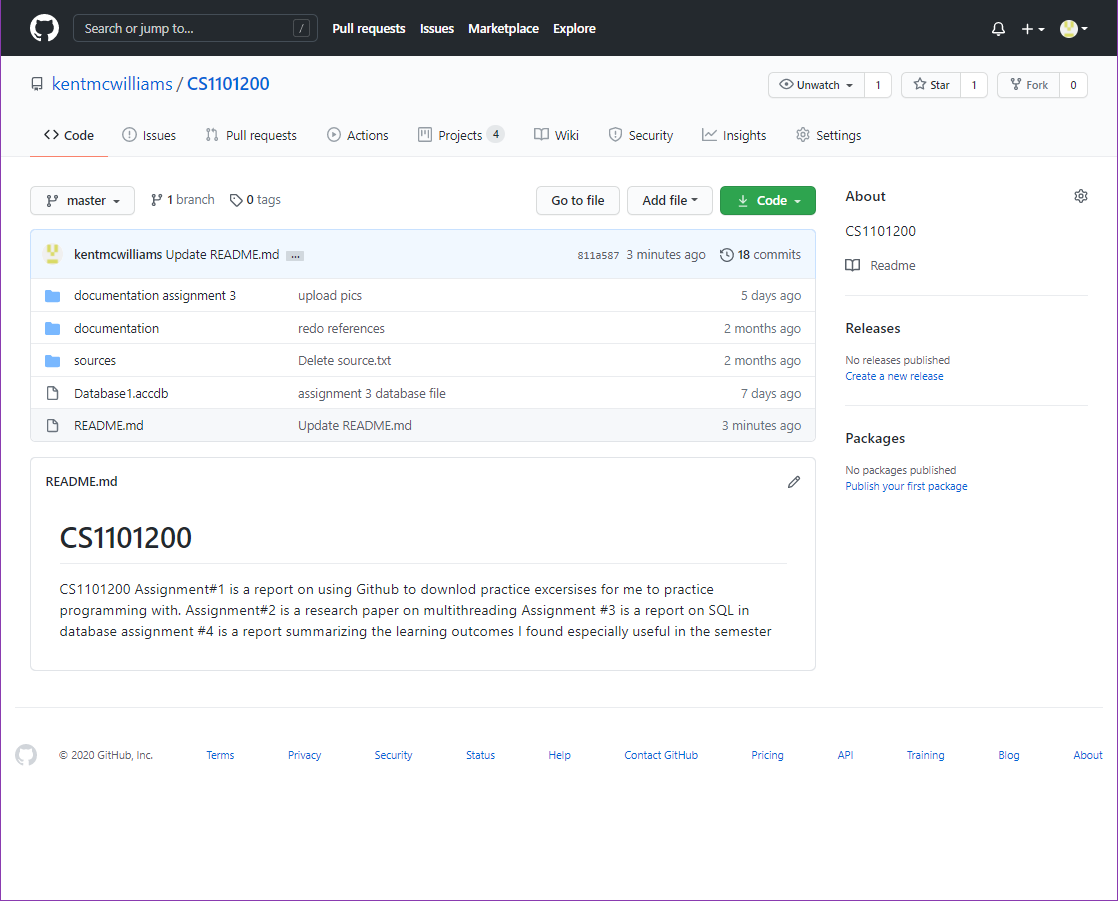 Search or jump to... /
Pull requests Issues Marketplace Explore
kentmcwilliams / CS1101200
Unwatch 1 Star 1 Fork 0
Code Issues Pull requests Actions Projects 4 Wiki Security Insights Settings
master 1 branch 0 tags Go to file Add file Code
kentmcwilliams Update README.md ... 811a587 3 minutes ago 18 commits
documentation assignment 3 upload pics 5 days ago
documentation redo references 2 months ago
sources Delete source.txt 2 months ago
Database1.accdb assignment 3 database file 7 days ago
README.md Update README.md 3 minutes ago
README.md
CS1101200
CS1101200 Assignment#1 is a report on using Github to downlod practice excersises for me to practice
programming with. Assignment#2 is a research paper on multithreading Assignment #3 is a report on SQL in
database assignment #4 is a report summarizing the learning outcomes I found especially useful in the semester
About
CS1101200
Readme
Releases
No releases published
Create a new release
Packages
No packages published
Publish your first package
© 2020 GitHub, Inc. Terms Privacy Security Status Help Contact GitHub Pricing API Training Blog About